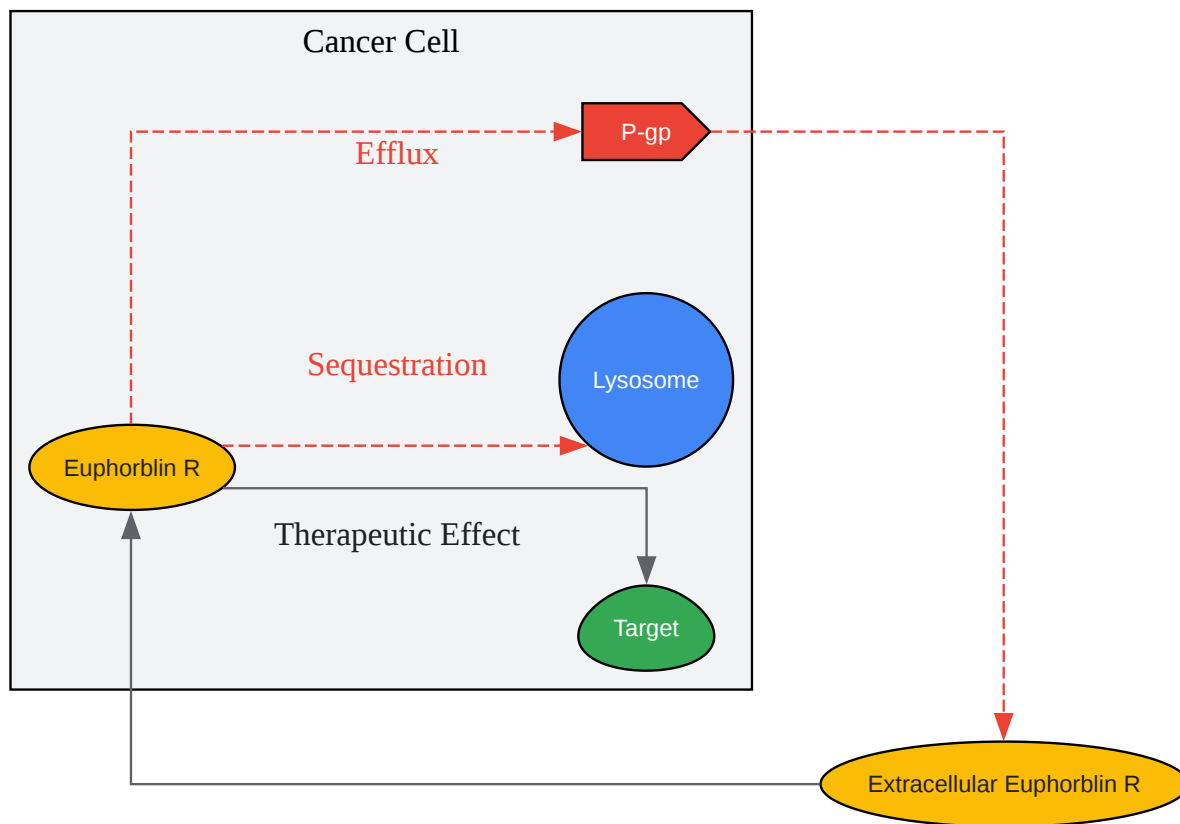 Cancer Cell
P-gp
Efflux
Lysosome
Sequestration
Euphorblin R
Therapeutic Effect
Target
Extracellular Euphorblin R